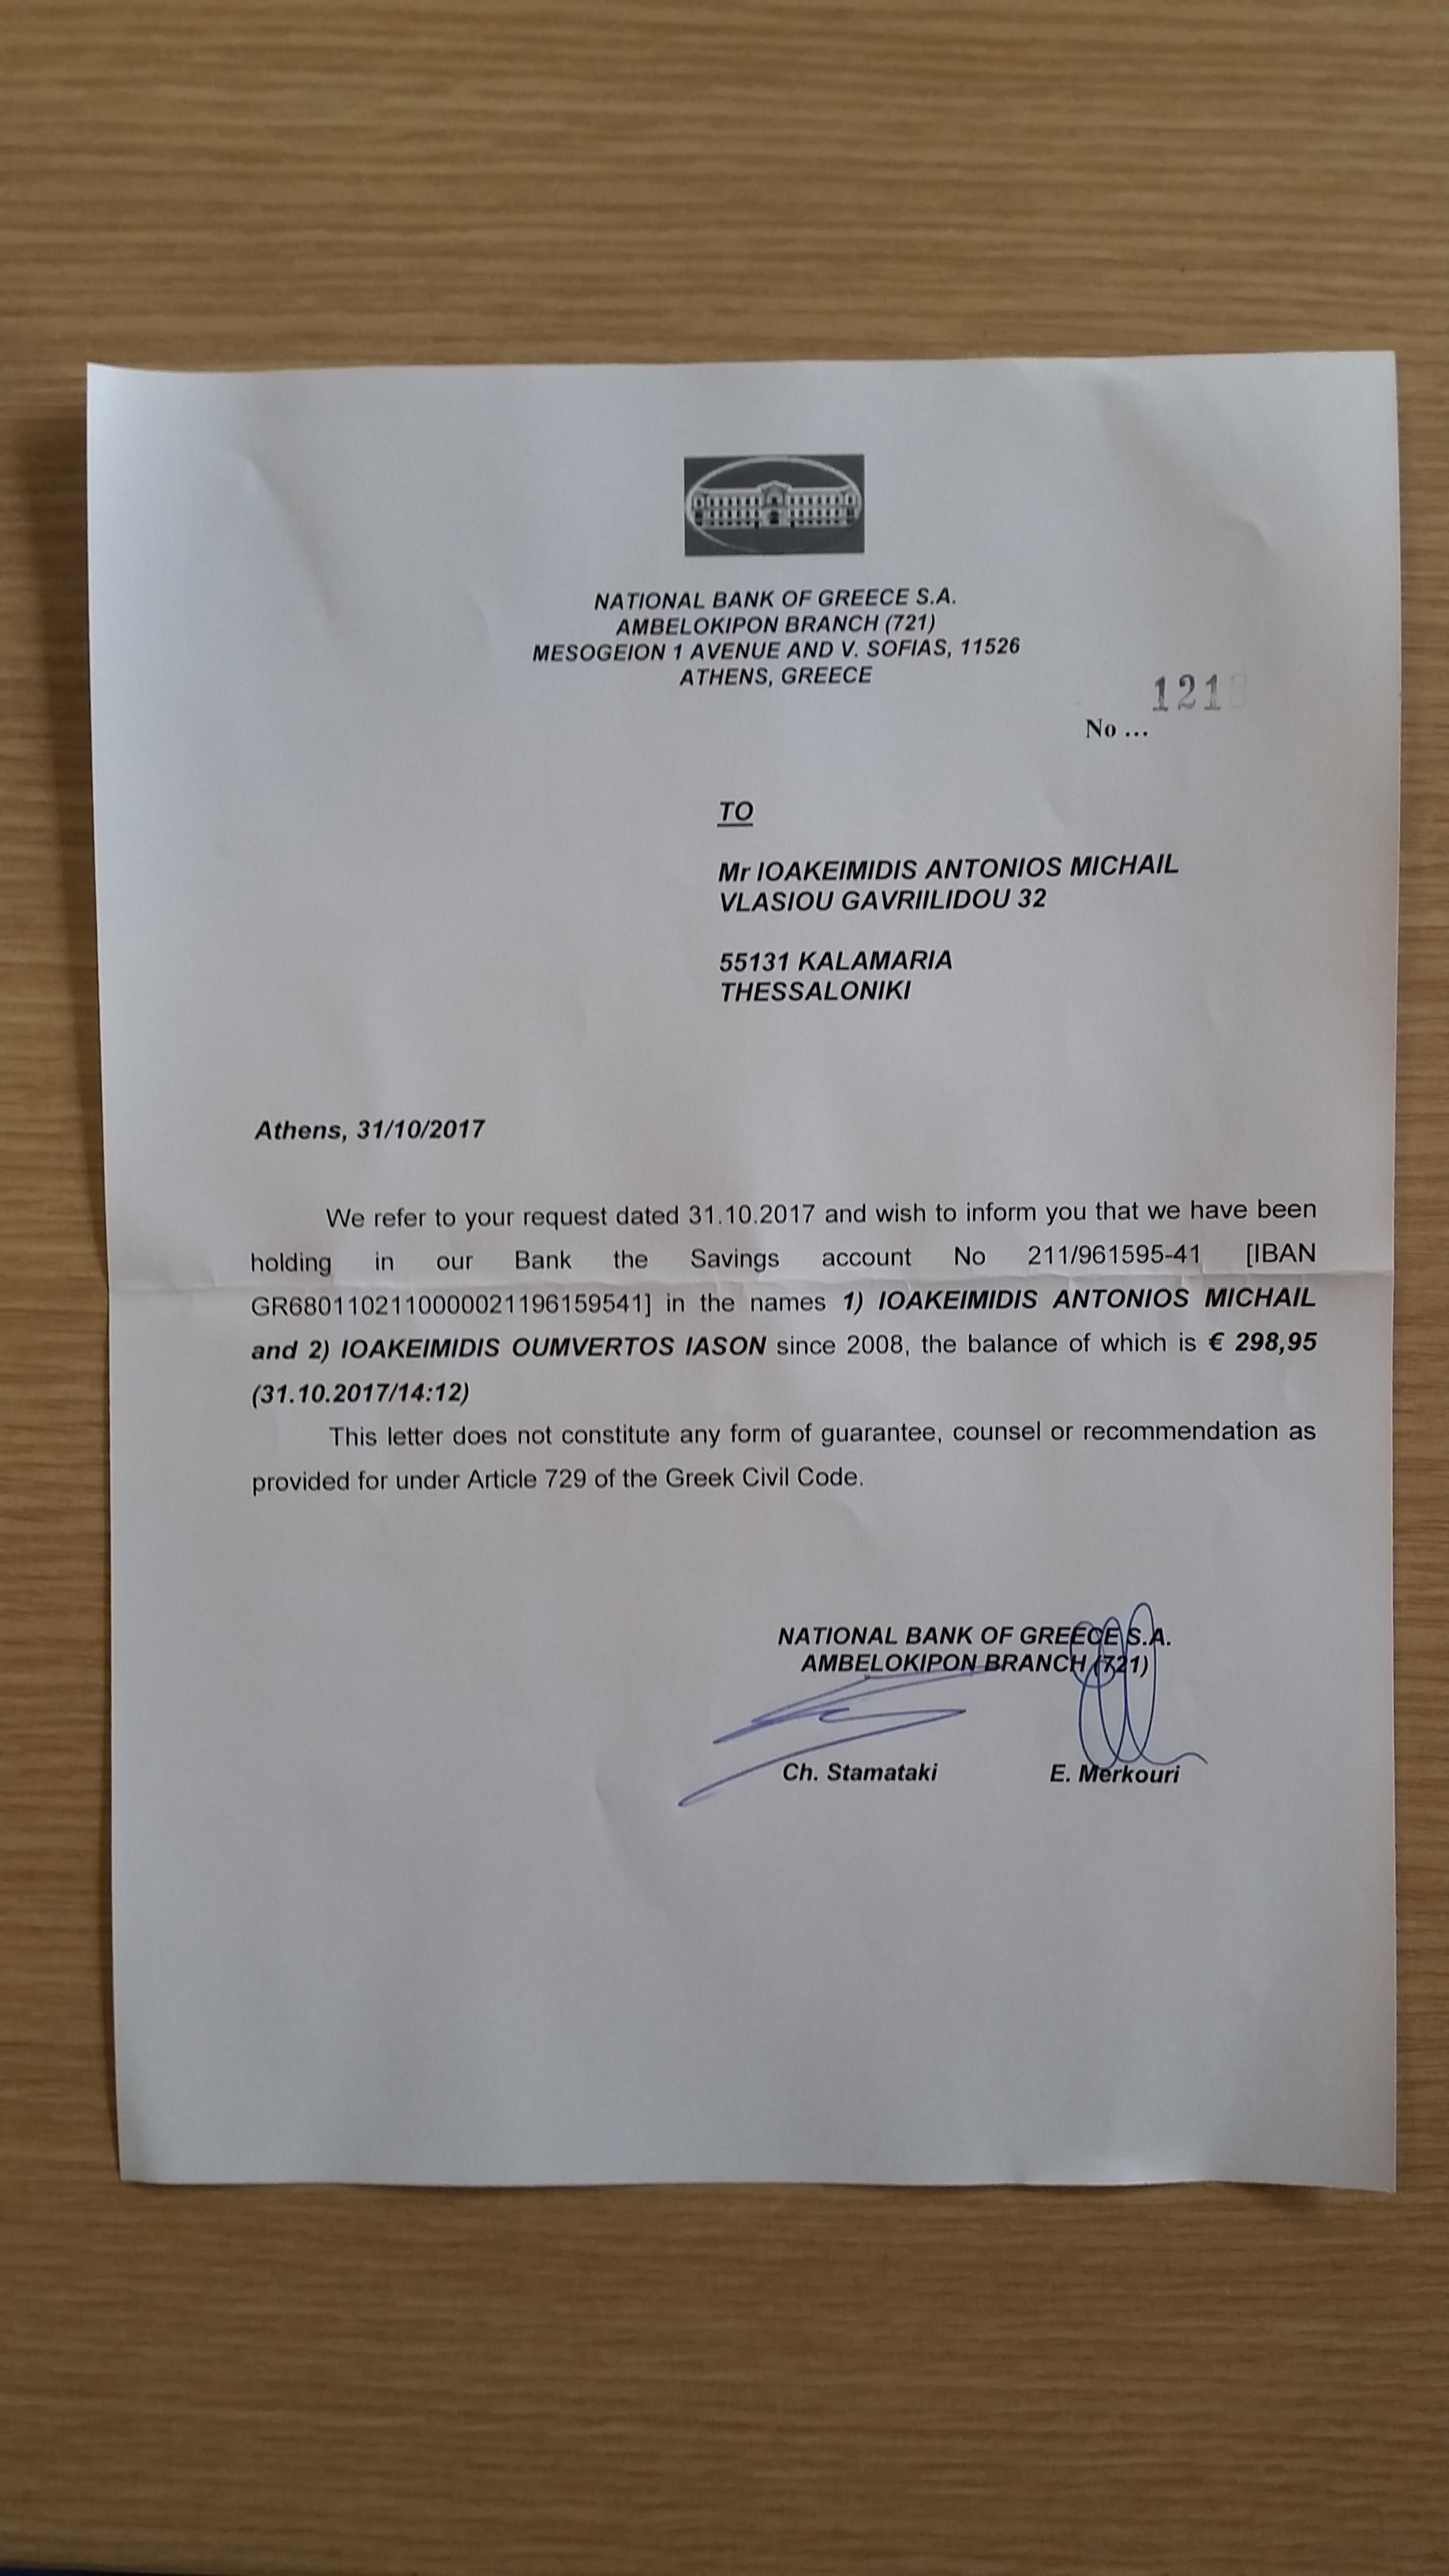 NATIONAL BANK OF GREECE S.A.
AMBELOKIPON BRANCH (721)
MESOGEION 1 AVENUE AND V. SOFIAS, 11526
ATHENS, GREECE
No ...
TO
Mr IOAKEIMIDIS ANTONIOS MICHAIL
VLASIOU GAVRIILIDOU 32
55131 KALAMARIA
THESSALONIKI
Athens, 31/10/2017
We refer to your request dated 31.10.2017 and wish to inform you that we have been
holding in our Bank the Savings account No 211/961595-41 [IBAN
GR6801102110000021196159541] in the names 1) IOAKEIMIDIS ANTONIOS MICHAIL
and 2) IOAKEIMIDIS OUMVERTOS IASON since 2008, the balance of which is € 298,95
(31.10.2017/14:12)
This letter does not constitute any form of guarantee, counsel or recommendation as
provided for under Article 729 of the Greek Civil Code.
NATIONAL BANK OF GREECE S.A.
AMBELOKIPON BRANCH (721)
Ch. Stamataki E. Merkouri